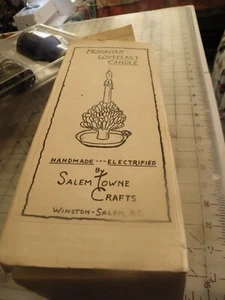 MORAVIAN
LOVEFEAST
CANDLE
HANDMADE --- ELECTRIFIED
BY
SALEM TOWNE
CRAFTS
WINSTON-SALEM, N.C.